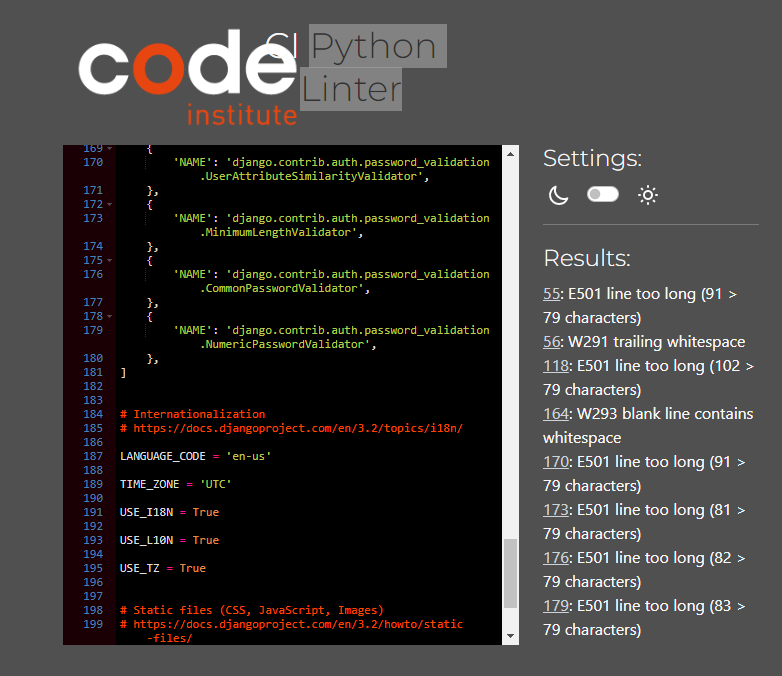 code
institute
CI Python
Linter
169 {
170 'NAME': 'django.contrib.auth.password_validation
.UserAttributeSimilarityValidator',
171 },
172 {
173 'NAME': 'django.contrib.auth.password_validation
.MinimumLengthValidator',
174 },
175 {
176 'NAME': 'django.contrib.auth.password_validation
.CommonPasswordValidator',
177 },
178 {
179 'NAME': 'django.contrib.auth.password_validation
.NumericPasswordValidator',
180 },
181 ]
182
183
184 # Internationalization
185 # https://docs.djangoproject.com/en/3.2/topics/i18n/
186
187 LANGUAGE_CODE = 'en-us'
188
189 TIME_ZONE = 'UTC'
190
191 USE_I18N = True
192
193 USE_L10N = True
194
195 USE_TZ = True
196
197
198 # Static files (CSS, JavaScript, Images)
199 # https://docs.djangoproject.com/en/3.2/howto/static
-files/
Settings:
Results:
55: E501 line too long (91 >
79 characters)
56: W291 trailing whitespace
118: E501 line too long (102 >
79 characters)
164: W293 blank line contains
whitespace
170: E501 line too long (91 >
79 characters)
173: E501 line too long (81 >
79 characters)
176: E501 line too long (82 >
79 characters)
179: E501 line too long (83 >
79 characters)